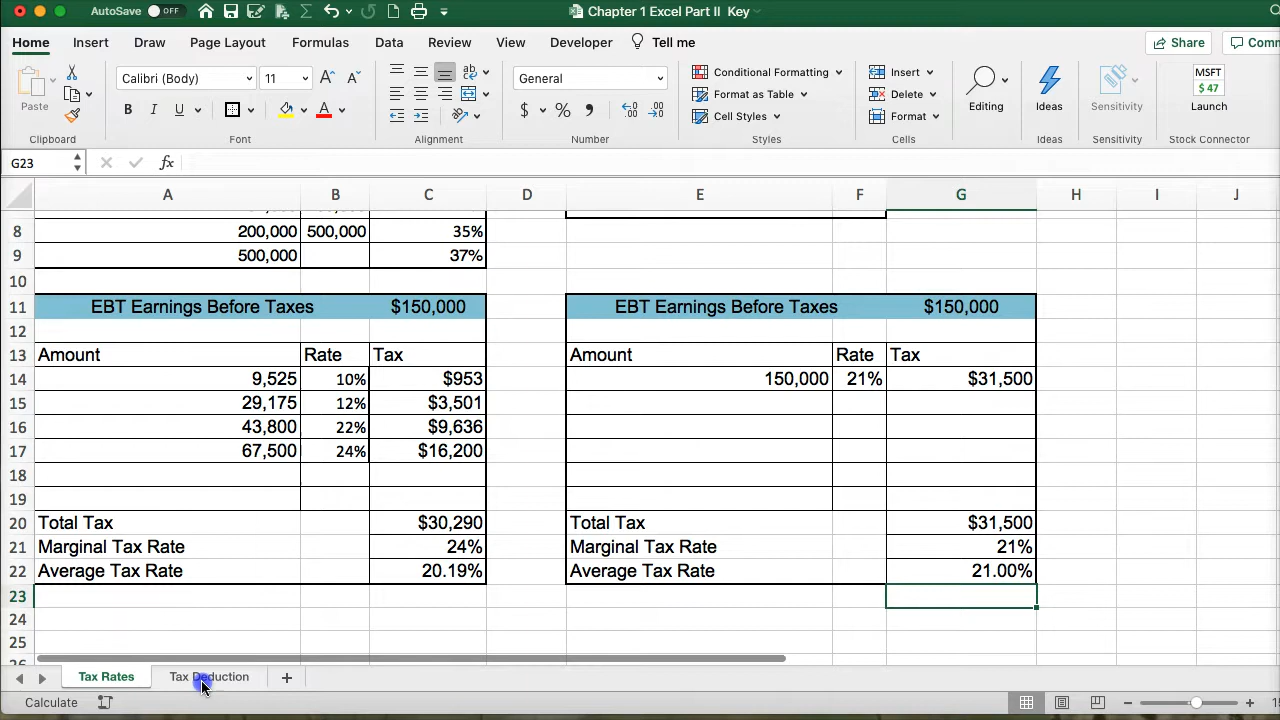 AutoSave OFF Chapter 1 Excel Part II Key
Home Insert Draw Page Layout Formulas Data Review View Developer Tell me Share Comm
Paste Calibri (Body) 11 A A ab General Conditional Formatting Insert Editing Ideas Sensitivity MSFT
$ 47
Format as Table Delete
B I U A $ % Cell Styles Format Launch
Clipboard Font Alignment Number Styles Cells Ideas Sensitivity Stock Connector
G23 fx
A B C D E F G H I J
8 200,000 500,000 35%
9 500,000 37%
10
11 EBT Earnings Before Taxes $150,000 EBT Earnings Before Taxes $150,000
12
13 Amount Rate Tax Amount Rate Tax
14 9,525 10% $953 150,000 21% $31,500
15 29,175 12% $3,501
16 43,800 22% $9,636
17 67,500 24% $16,200
18
19
20 Total Tax $30,290 Total Tax $31,500
21 Marginal Tax Rate 24% Marginal Tax Rate 21%
22 Average Tax Rate 20.19% Average Tax Rate 21.00%
23
24
25
Tax Rates Tax Deduction
Calculate